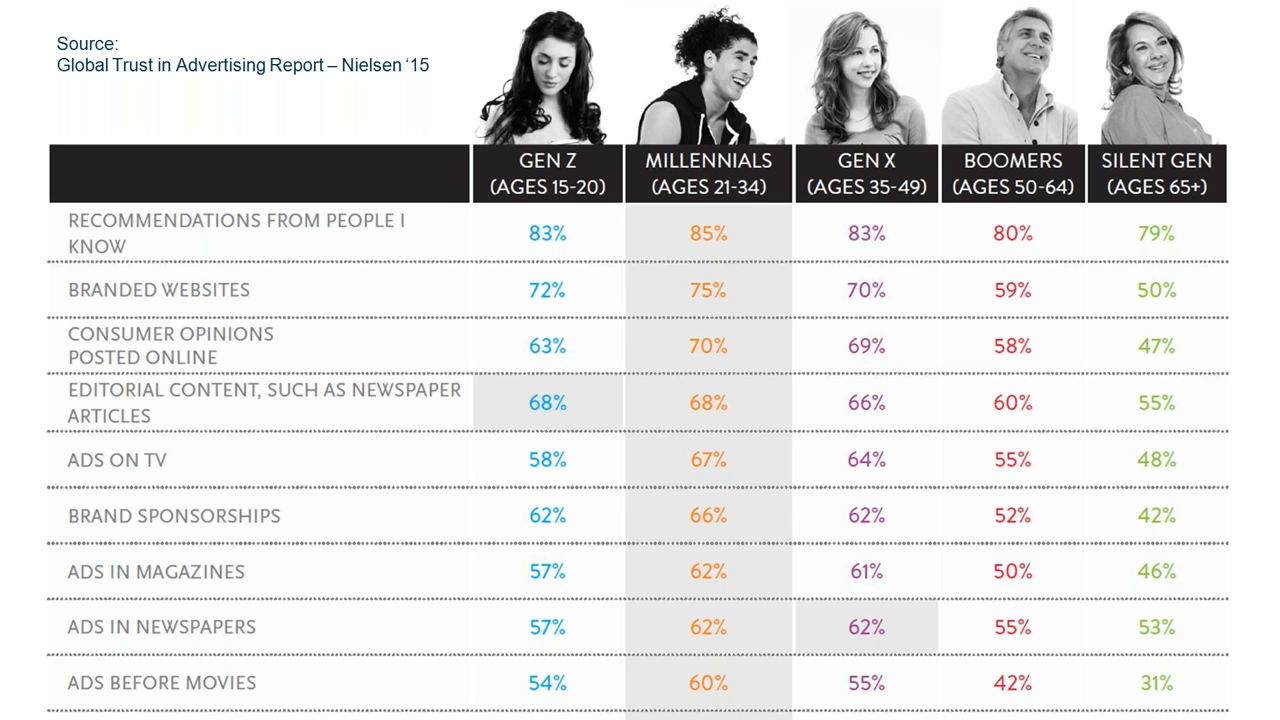 Source:
Global Trust in Advertising Report – Nielsen ‘15
GEN Z MILLENNIALS GEN X BOOMERS SILENT GEN
(AGES 15-20) (AGES 21-34) (AGES 35-49) (AGES 50-64) (AGES 65+)
RECOMMENDATIONS FROM PEOPLE I
KNOW
83% 85% 83% 80% 79%
BRANDED WEBSITES 72% 75% 70% 59% 50%
CONSUMER OPINIONS
POSTED ONLINE
63% 70% 69% 58% 47%
EDITORIAL CONTENT, SUCH AS NEWSPAPER
ARTICLES
68% 68% 66% 60% 55%
ADS ON TV 58% 67% 64% 55% 48%
BRAND SPONSORSHIPS 62% 66% 62% 52% 42%
ADS IN MAGAZINES 57% 62% 61% 50% 46%
ADS IN NEWSPAPERS 57% 62% 62% 55% 53%
ADS BEFORE MOVIES 54% 60% 55% 42% 31%